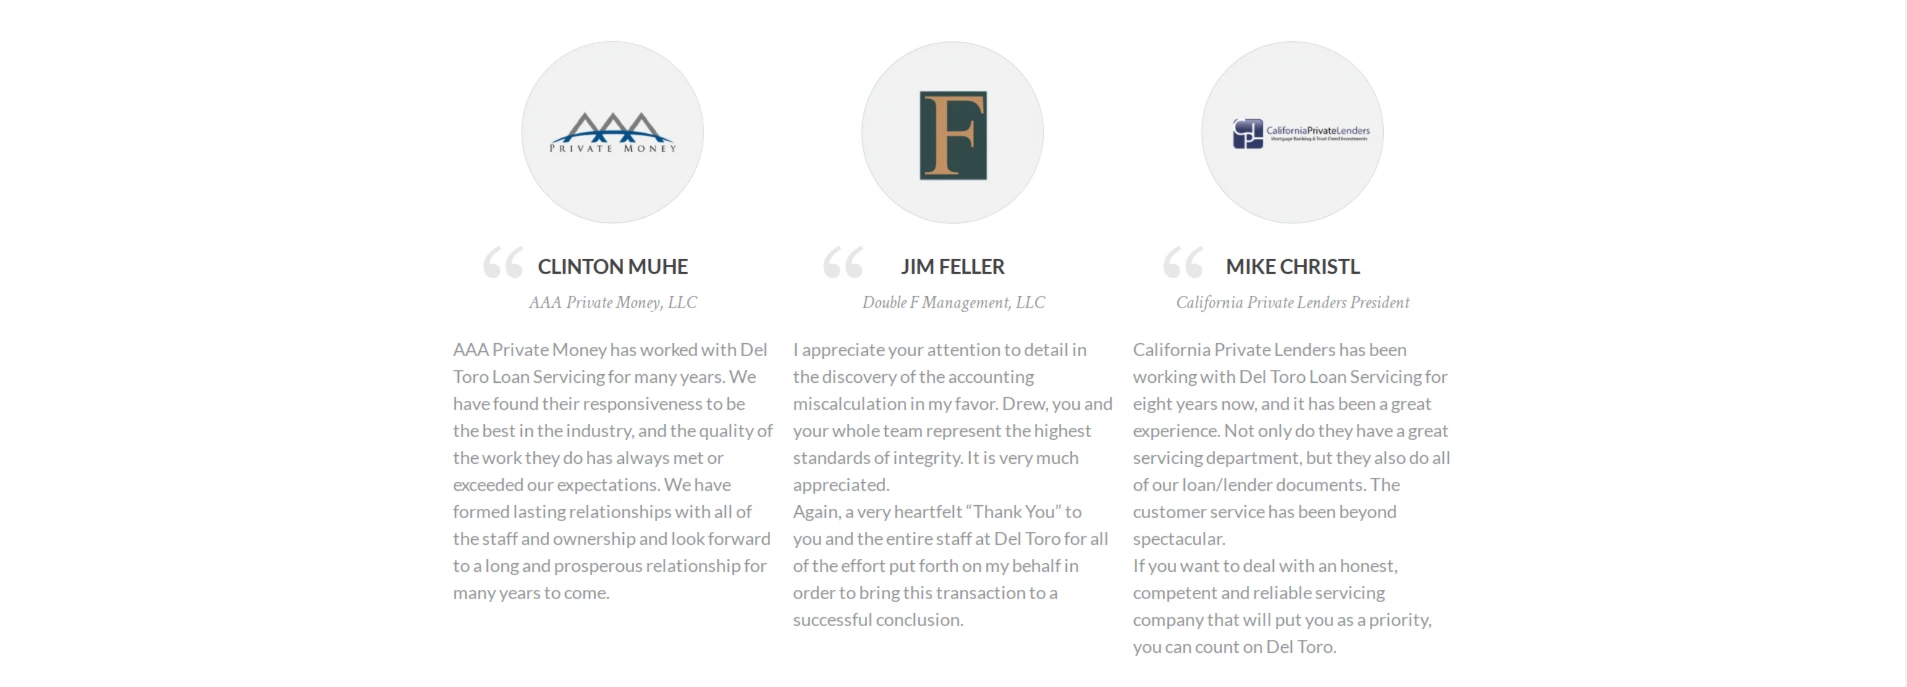 AAA
PRIVATE MONEY
F
CPL
CaliforniaPrivateLenders
Mortgage Banking & Trust Deed Investments
“ CLINTON MUHE
AAA Private Money, LLC
AAA Private Money has worked with Del
Toro Loan Servicing for many years. We
have found their responsiveness to be
the best in the industry, and the quality of
the work they do has always met or
exceeded our expectations. We have
formed lasting relationships with all of
the staff and ownership and look forward
to a long and prosperous relationship for
many years to come.
“ JIM FELLER
Double F Management, LLC
I appreciate your attention to detail in
the discovery of the accounting
miscalculation in my favor. Drew, you and
your whole team represent the highest
standards of integrity. It is very much
appreciated.
Again, a very heartfelt “Thank You” to
you and the entire staff at Del Toro for all
of the effort put forth on my behalf in
order to bring this transaction to a
successful conclusion.
“ MIKE CHRISTL
California Private Lenders President
California Private Lenders has been
working with Del Toro Loan Servicing for
eight years now, and it has been a great
experience. Not only do they have a great
servicing department, but they also do all
of our loan/lender documents. The
customer service has been beyond
spectacular.
If you want to deal with an honest,
competent and reliable servicing
company that will put you as a priority,
you can count on Del Toro.